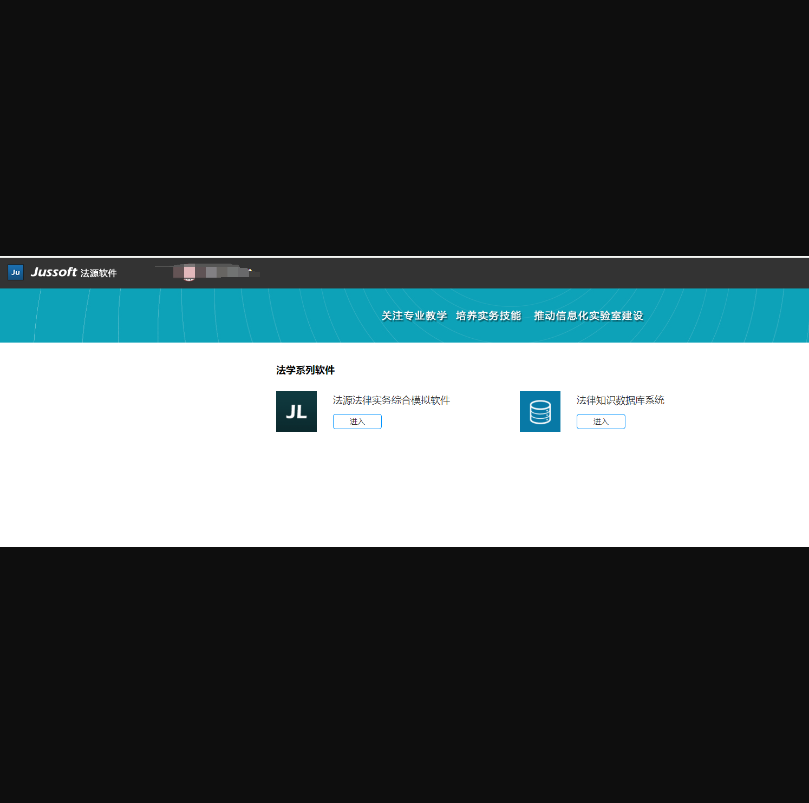 Ju Jussoft 法源软件
关注专业教学 培养实务技能 推动信息化实验室建设
法学系列软件
JL 法源法律实务综合模拟软件
进入
法律知识数据库系统
进入